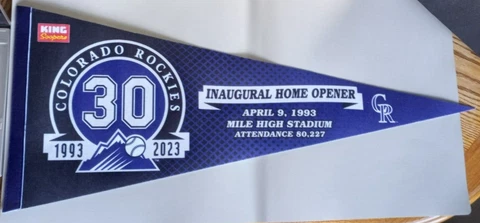 KING
Soopers
COLORADO ROCKIES
30
1993 2023
INAUGURAL HOME OPENER
APRIL 9, 1993
MILE HIGH STADIUM
ATTENDANCE 80,227
CR